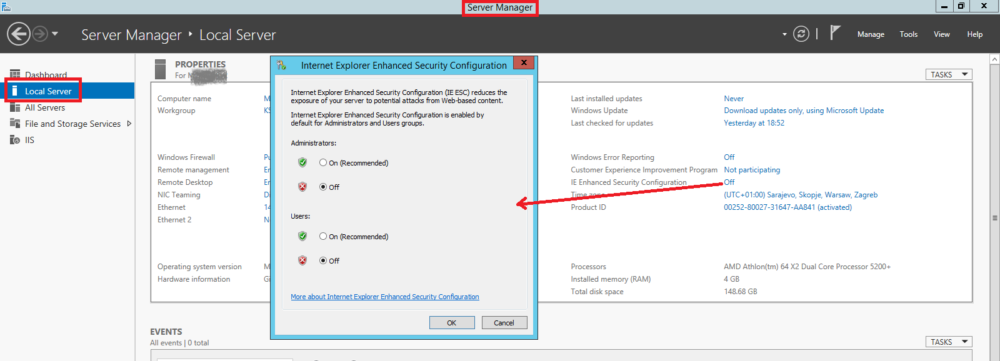 Server Manager
Server Manager ‣ Local Server
Manage Tools View Help
Dashboard
Local Server
All Servers
File and Storage Services
IIS
PROPERTIES
For M
TASKS
Computer name M
Workgroup KS
Windows Firewall Pu
Remote management En
Remote Desktop En
NIC Teaming Di
Ethernet 14
Ethernet 2 N
Operating system version M
Hardware information Gi
Internet Explorer Enhanced Security Configuration
Internet Explorer Enhanced Security Configuration (IE ESC) reduces the
exposure of your server to potential attacks from Web-based content.
Internet Explorer Enhanced Security Configuration is enabled by
default for Administrators and Users groups.
Administrators:
On (Recommended)
Off
Users:
On (Recommended)
Off
More about Internet Explorer Enhanced Security Configuration
OK Cancel
Last installed updates Never
Windows Update Download updates only, using Microsoft Update
Last checked for updates Yesterday at 18:52
Windows Error Reporting Off
Customer Experience Improvement Program Not participating
IE Enhanced Security Configuration Off
Time zone (UTC+01:00) Sarajevo, Skopje, Warsaw, Zagreb
Product ID 00252-80027-31647-AA841 (activated)
Processors AMD Athlon(tm) 64 X2 Dual Core Processor 5200+
Installed memory (RAM) 4 GB
Total disk space 148.68 GB
EVENTS
All events | 0 total
TASKS